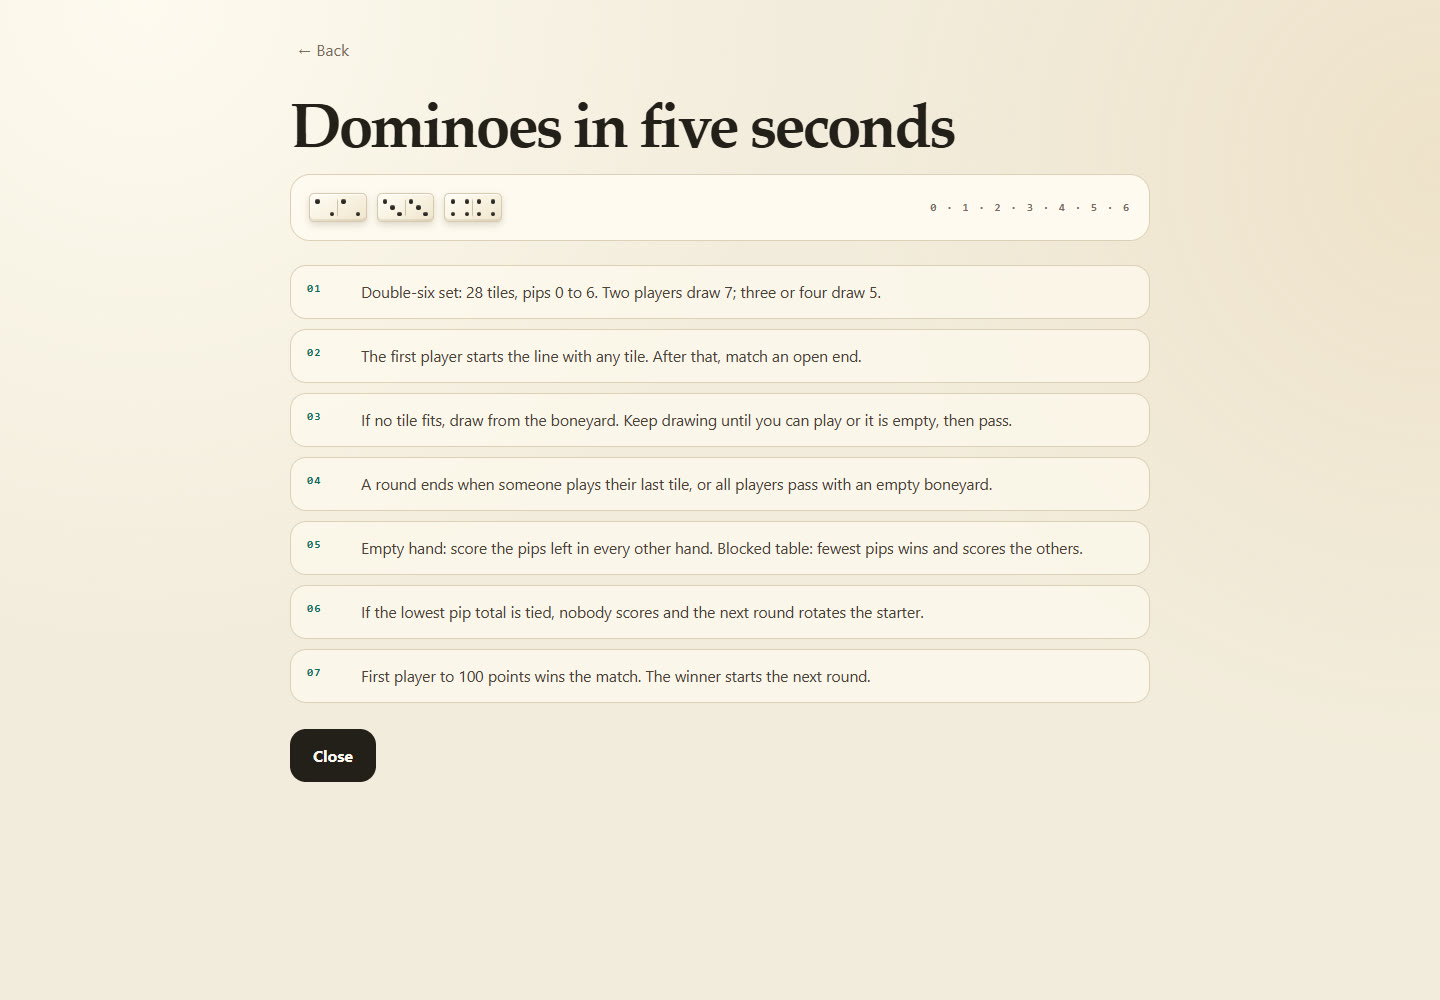 ← Back
Dominoes in five seconds
0 · 1 · 2 · 3 · 4 · 5 · 6
01 Double-six set: 28 tiles, pips 0 to 6. Two players draw 7; three or four draw 5.
02 The first player starts the line with any tile. After that, match an open end.
03 If no tile fits, draw from the boneyard. Keep drawing until you can play or it is empty, then pass.
04 A round ends when someone plays their last tile, or all players pass with an empty boneyard.
05 Empty hand: score the pips left in every other hand. Blocked table: fewest pips wins and scores the others.
06 If the lowest pip total is tied, nobody scores and the next round rotates the starter.
07 First player to 100 points wins the match. The winner starts the next round.
Close